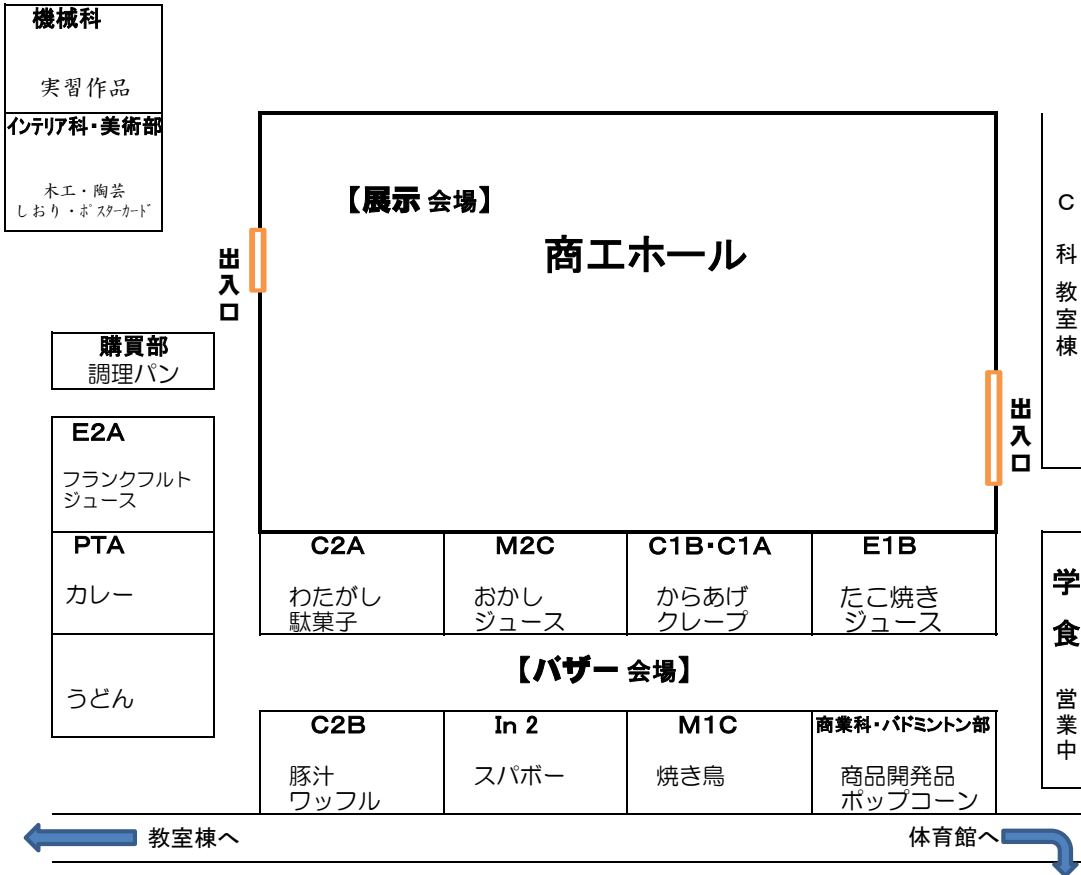 機械科
実習作品
インテリア科・美術部
木工・陶芸
しおり・ポスターカード
【展示 会場】
商工ホール
出入口
出入口
C科教室棟
購買部
調理パン
E2A
フランクフルト
ジュース
PTA
カレー
うどん
C2A
わたがし
駄菓子
M2C
おかし
ジュース
C1B・C1A
からあげ
クレープ
E1B
たこ焼き
ジュース
学食 営業中
【バザー 会場】
C2B
豚汁
ワッフル
In 2
スパボー
M1C
焼き鳥
商業科・バドミントン部
商品開発品
ポップコーン
教室棟へ
体育館へ